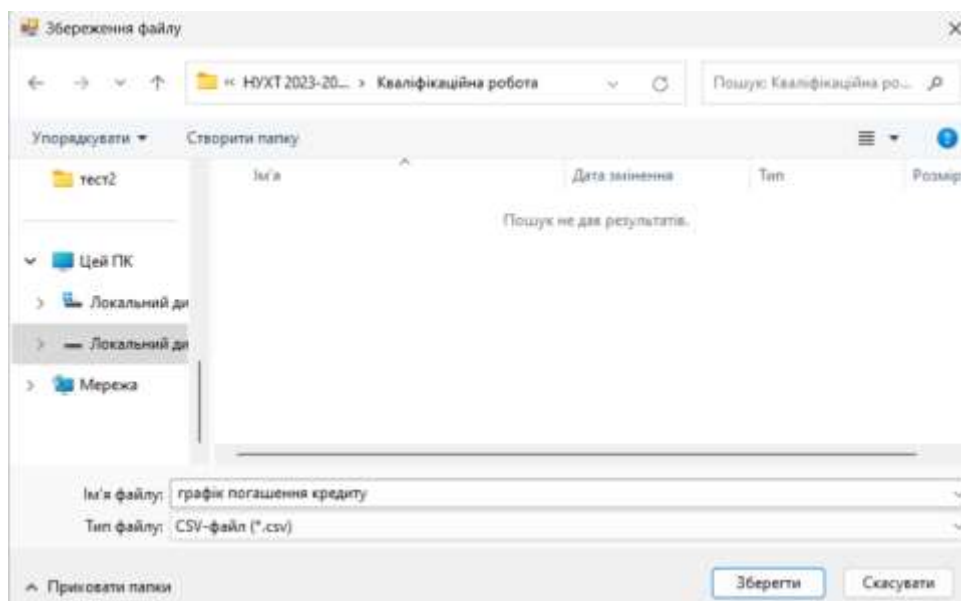 Збереження файлу
« НУХТ 2023-20... › Кваліфікаційна робота
Пошук: Кваліфікаційна ро...
Упорядкувати
Створити папку
тест2
Ім'я
Дата змінення
Тип
Розмір
Пошук не дав результатів.
Цей ПК
Локальний ди
Локальний ди
Мережа
Ім'я файлу: графік погашення кредиту
Тип файлу: CSV-файл (*.csv)
Приховати папки
Зберегти
Скасувати